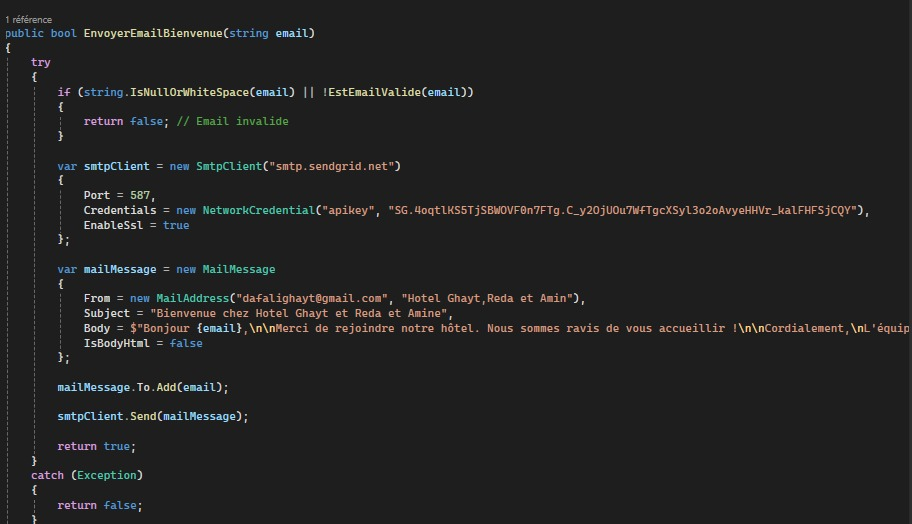 1 référence
public bool EnvoyerEmailBienvenue(string email)
{
try
{
if (string.IsNullOrWhiteSpace(email) || !EstEmailValide(email))
{
return false; // Email invalide
}
var smtpClient = new SmtpClient("smtp.sendgrid.net")
{
Port = 587,
Credentials = new NetworkCredential("apikey", "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"),
EnableSsl = true
};
var mailMessage = new MailMessage
{
From = new MailAddress("dafalighayt@gmail.com", "Hotel Ghayt,Reda et Amin"),
Subject = "Bienvenue chez Hotel Ghayt et Reda et Amine",
Body = $"Bonjour {email},\n\nMerci de rejoindre notre hôtel. Nous sommes ravis de vous accueillir !\n\nCordialement,\nL'équip
IsBodyHtml = false
};
mailMessage.To.Add(email);
smtpClient.Send(mailMessage);
return true;
}
catch (Exception)
{
return false;
}